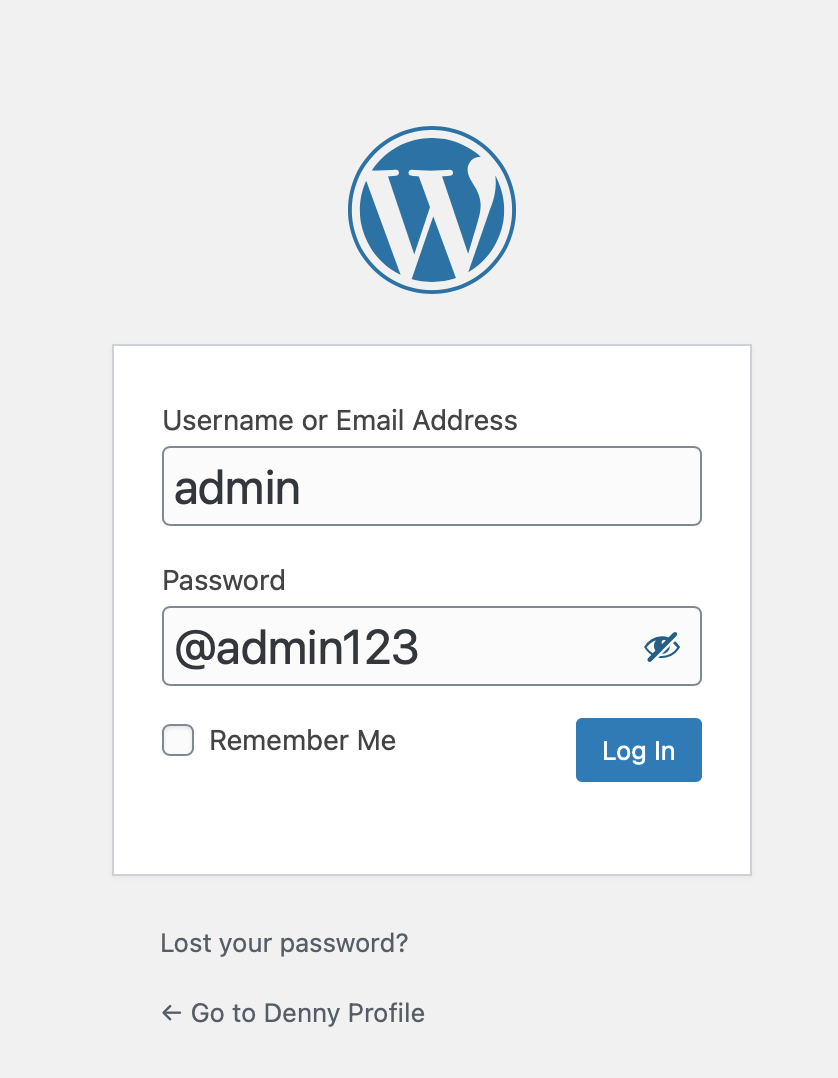 Username or Email Address
admin
Password
@admin123
Remember Me
Log In
Lost your password?
← Go to Denny Profile